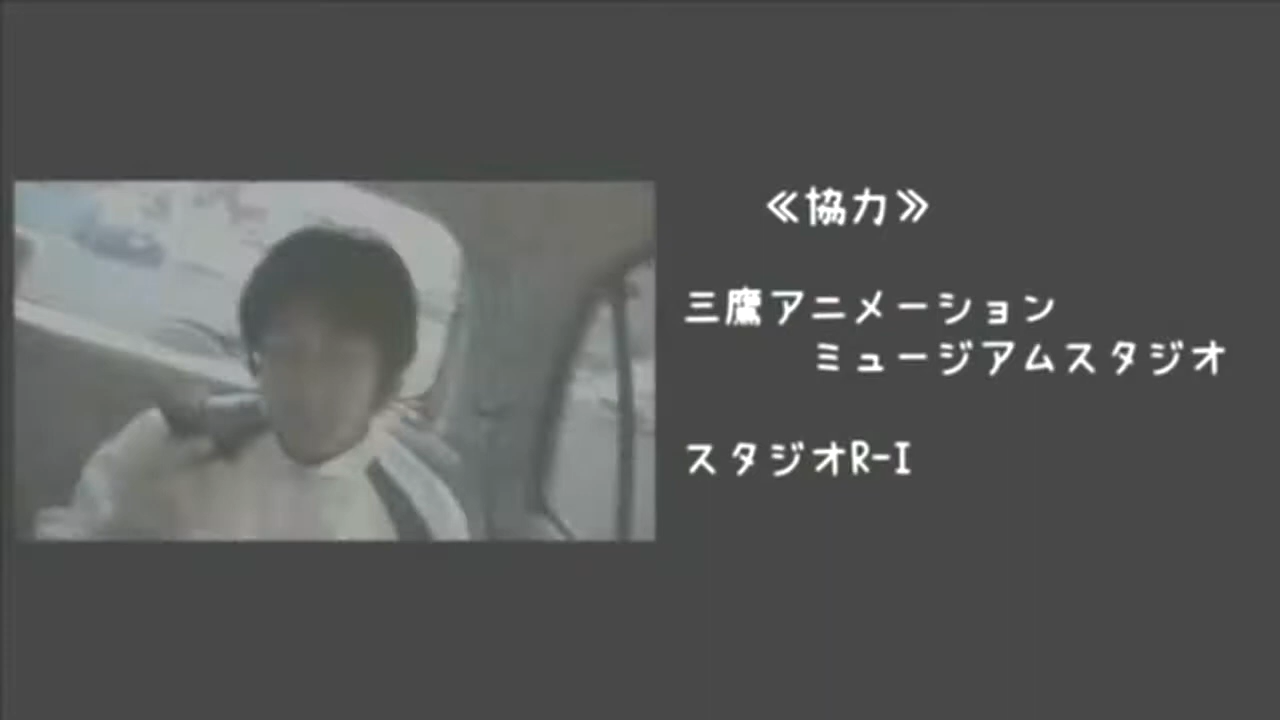 ≪協力≫
三鷹アニメーション
ミュージアムスタジオ
スタジオR-I